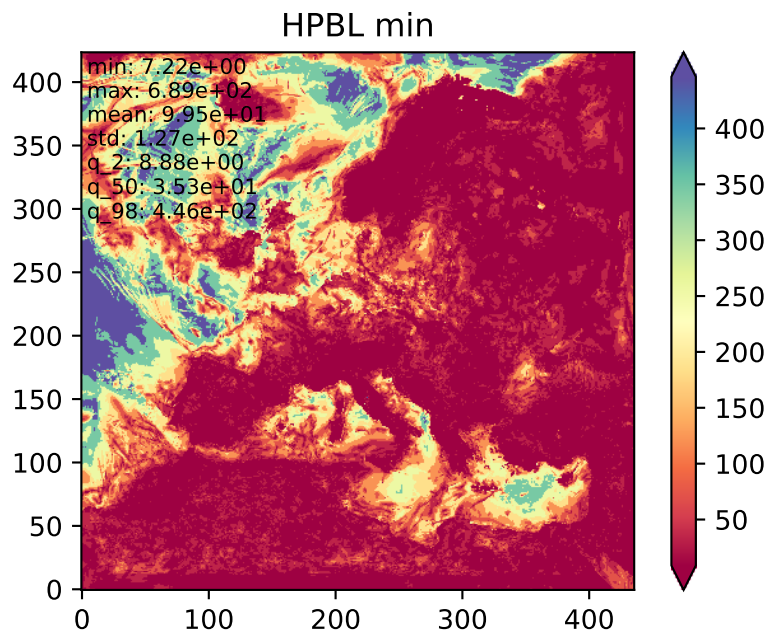 HPBL min
min: 7.22e+00
max: 6.89e+02
mean: 9.95e+01
std: 1.27e+02
q_2: 8.88e+00
q_50: 3.53e+01
q_98: 4.46e+02
400
350
300
250
200
150
100
50
0
0 100 200 300 400
400
350
300
250
200
150
100
50